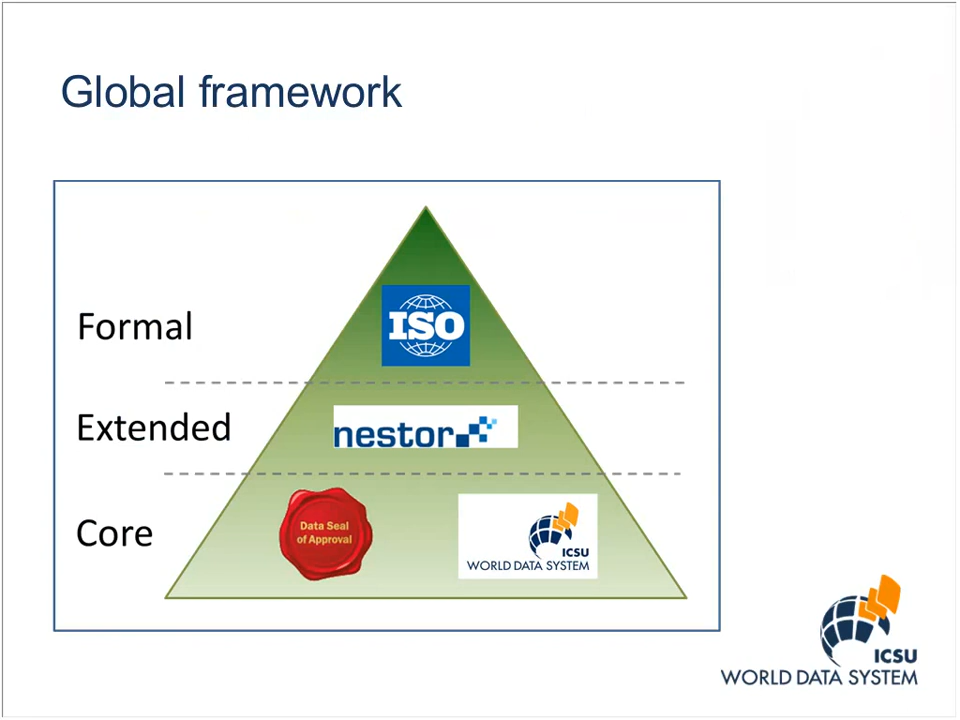 Global framework
Formal
ISO
Extended
nestor
Core
Data Seal
of Approval
ICSU
WORLD DATA SYSTEM
ICSU
WORLD DATA SYSTEM